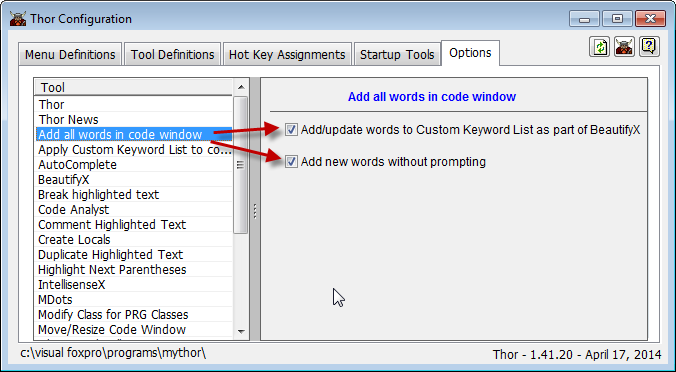 Thor Configuration
Menu Definitions
Tool Definitions
Hot Key Assignments
Startup Tools
Options
Tool
Thor
Thor News
Add all words in code window
Apply Custom Keyword List to co...
AutoComplete
BeautifyX
Break highlighted text
Code Analyst
Comment Highlighted Text
Create Locals
Duplicate Highlighted Text
Highlight Next Parentheses
IntellisenseX
MDots
Modify Class for PRG Classes
Move/Resize Code Window
Add all words in code window
Add/update words to Custom Keyword List as part of BeautifyX
Add new words without prompting
c:\visual foxpro\programs\mythor\
Thor - 1.41.20 - April 17, 2014